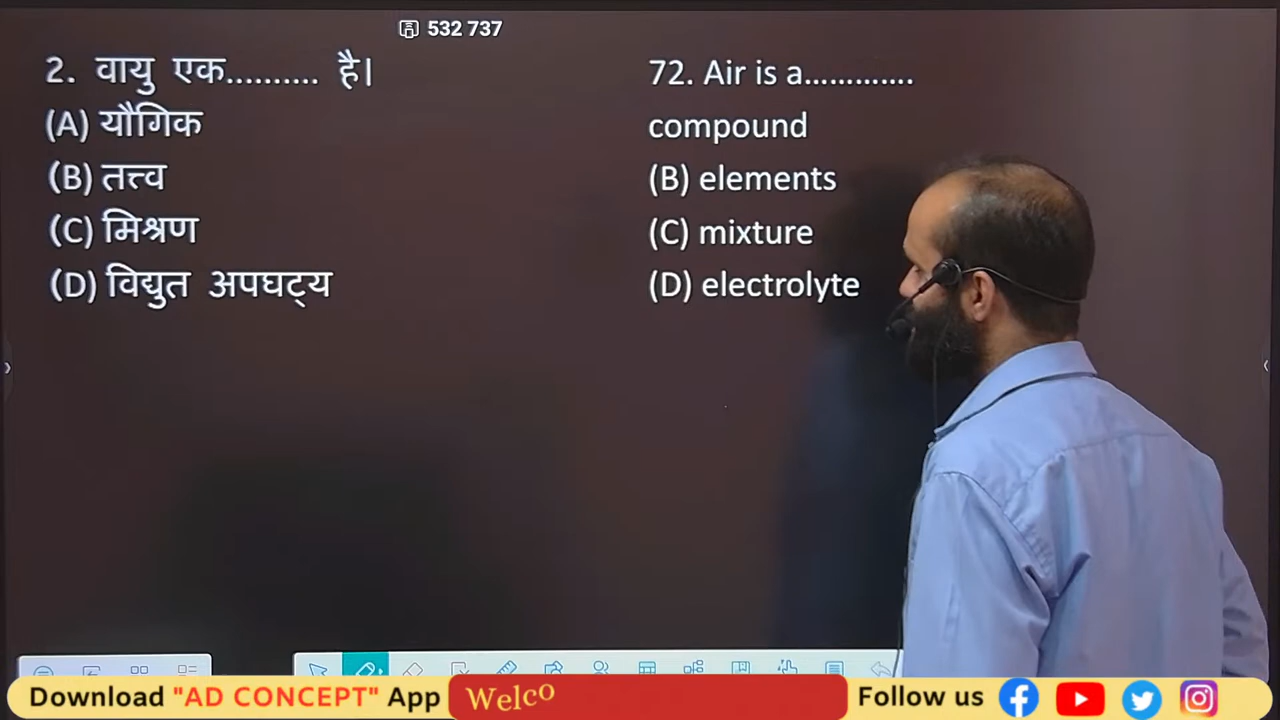 532 737
2. वायु एक.......... है।
(A) यौगिक
(B) तत्त्व
(C) मिश्रण
(D) विद्युत अपघट्य
72. Air is a.............
compound
(B) elements
(C) mixture
(D) electrolyte
Download "AD CONCEPT" App
Welco
Follow us